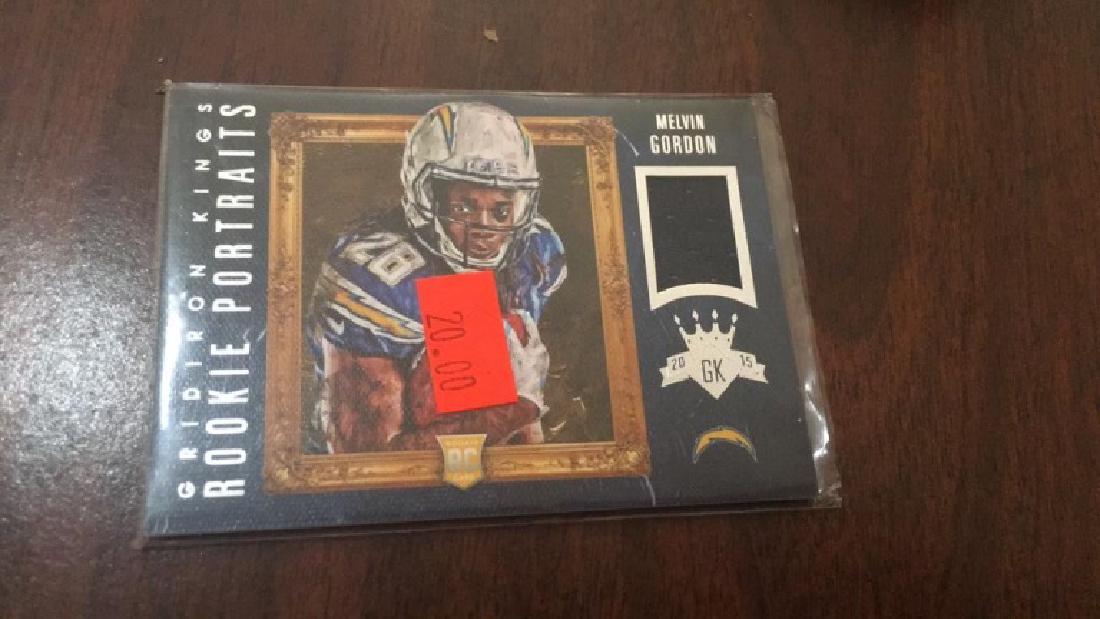 GRIDIRON KINGS
ROOKIE PORTRAITS
MELVIN
GORDON
28
20.00
20 15
GK
RC